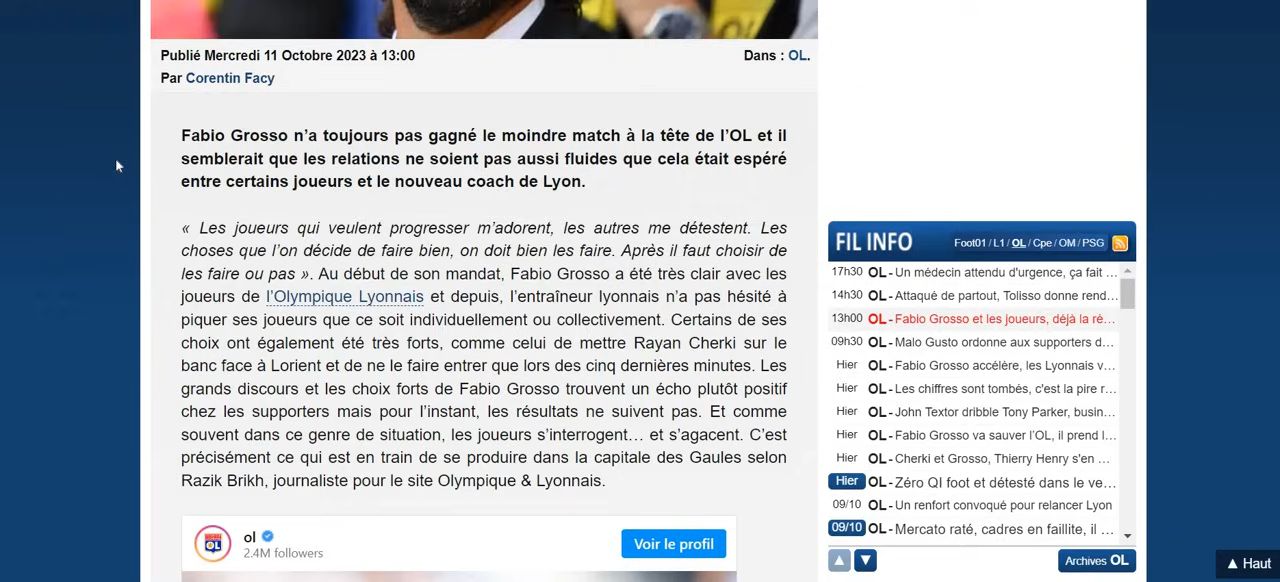 Publié Mercredi 11 Octobre 2023 à 13:00
Dans : OL.
Par Corentin Facy
Fabio Grosso n’a toujours pas gagné le moindre match à la tête de l’OL et il
semblerait que les relations ne soient pas aussi fluides que cela était espéré
entre certains joueurs et le nouveau coach de Lyon.
« Les joueurs qui veulent progresser m’adorent, les autres me détestent. Les
choses que l’on décide de faire bien, on doit bien les faire. Après il faut choisir de
les faire ou pas ». Au début de son mandat, Fabio Grosso a été très clair avec les
joueurs de l’Olympique Lyonnais et depuis, l’entraîneur lyonnais n’a pas hésité à
piquer ses joueurs que ce soit individuellement ou collectivement. Certains de ses
choix ont également été très forts, comme celui de mettre Rayan Cherki sur le
banc face à Lorient et de ne le faire entrer que lors des cinq dernières minutes. Les
grands discours et les choix forts de Fabio Grosso trouvent un écho plutôt positif
chez les supporters mais pour l’instant, les résultats ne suivent pas. Et comme
souvent dans ce genre de situation, les joueurs s’interrogent… et s’agacent. C’est
précisément ce qui est en train de se produire dans la capitale des Gaules selon
Razik Brikh, journaliste pour le site Olympique & Lyonnais.
ol
2.4M followers
Voir le profil
FIL INFO
Foot01 / L1 / OL / Cpe / OM / PSG
17h30 OL - Un médecin attendu d'urgence, ça fait ...
14h30 OL - Attaqué de partout, Tolisso donne rend...
13h00 OL - Fabio Grosso et les joueurs, déjà la ré...
09h30 OL - Malo Gusto ordonne aux supporters d...
Hier OL - Fabio Grosso accélère, les Lyonnais v...
Hier OL - Les chiffres sont tombés, c'est la pire r...
Hier OL - John Textor dribble Tony Parker, busin...
Hier OL - Fabio Grosso va sauver l’OL, il prend l...
Hier OL - Cherki et Grosso, Thierry Henry s'en ...
Hier OL - Zéro QI foot et détesté dans le ve...
09/10 OL - Un renfort convoqué pour relancer Lyon
09/10 OL - Mercato raté, cadres en faillite, il ...
Archives OL
▲ Haut